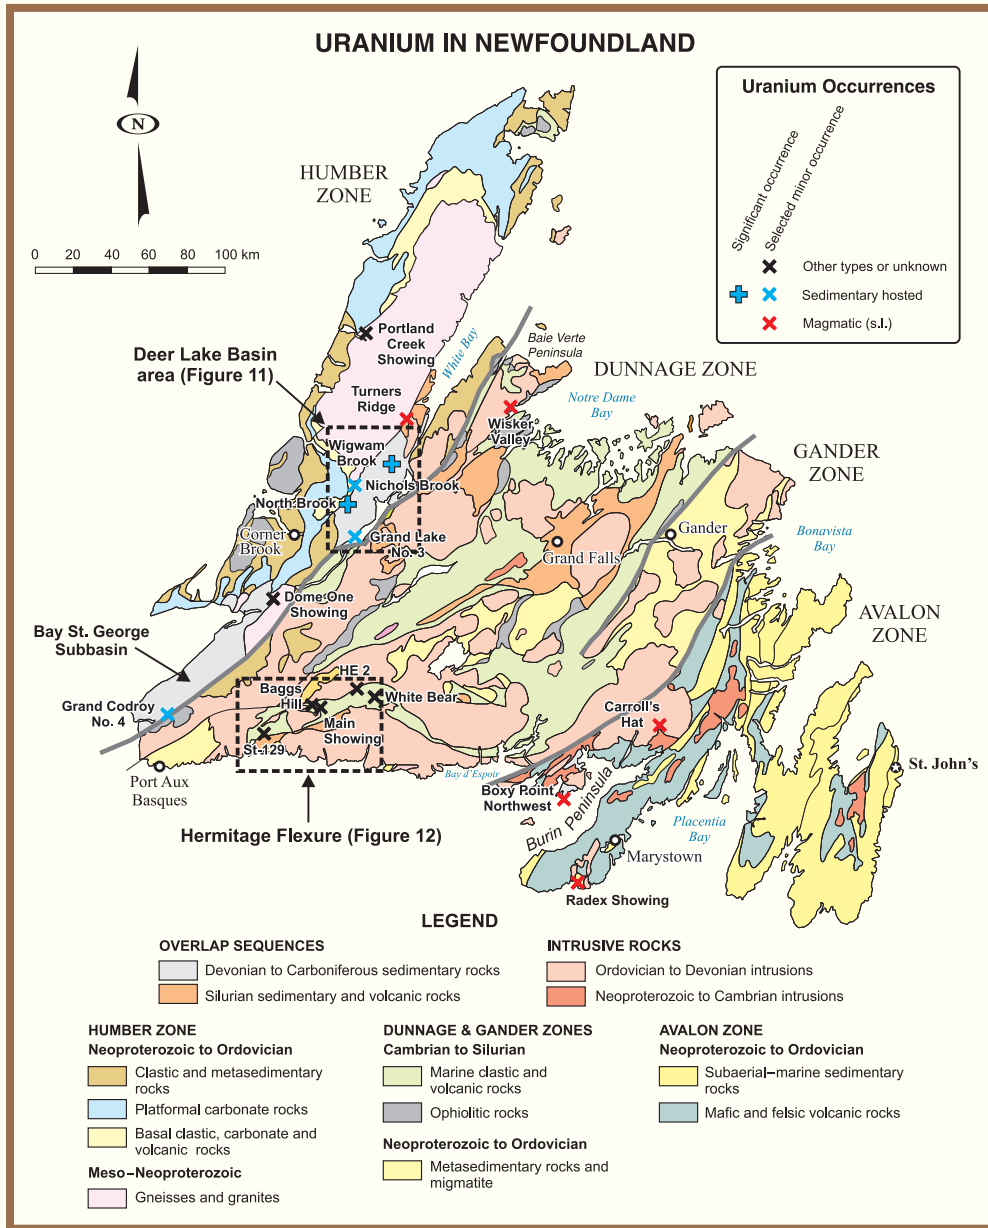 URANIUM IN NEWFOUNDLAND
N
0 20 40 60 80 100 km
Uranium Occurrences
Significant occurrence
Selected minor occurrence
Other types or unknown
Sedimentary hosted
Magmatic (s.l.)
HUMBER
ZONE
Portland
Creek
Showing
White Bay
Baie Verte
Peninsula
DUNNAGE ZONE
Deer Lake Basin
area (Figure 11)
Turners
Ridge
Notre Dame
Bay
Wisker
Valley
Wigwam
Brook
GANDER
ZONE
Nichols Brook
North Brook
Corner
Brook
Grand Lake
No. 3
Grand Falls
Gander
Bonavista
Bay
Dome One
Showing
AVALON
ZONE
Bay St. George
Subbasin
HE 2
Baggs
Hill
White Bear
Grand Codroy
No. 4
Main
Showing
Carroll's
Hat
St 129
Port Aux
Basques
Bay d'Espoir
St. John's
Boxy Point
Northwest
Burin Peninsula
Placentia
Bay
Hermitage Flexure (Figure 12)
Marystown
Radex Showing
LEGEND
OVERLAP SEQUENCES
Devonian to Carboniferous sedimentary rocks
Silurian sedimentary and volcanic rocks
INTRUSIVE ROCKS
Ordovician to Devonian intrusions
Neoproterozoic to Cambrian intrusions
HUMBER ZONE
Neoproterozoic to Ordovician
Clastic and metasedimentary
rocks
Platformal carbonate rocks
Basal clastic, carbonate and
volcanic rocks
Meso–Neoproterozoic
Gneisses and granites
DUNNAGE & GANDER ZONES
Cambrian to Silurian
Marine clastic and
volcanic rocks
Ophiolitic rocks
Neoproterozoic to Ordovician
Metasedimentary rocks and
migmatite
AVALON ZONE
Neoproterozoic to Ordovician
Subaerial–marine sedimentary
rocks
Mafic and felsic volcanic rocks